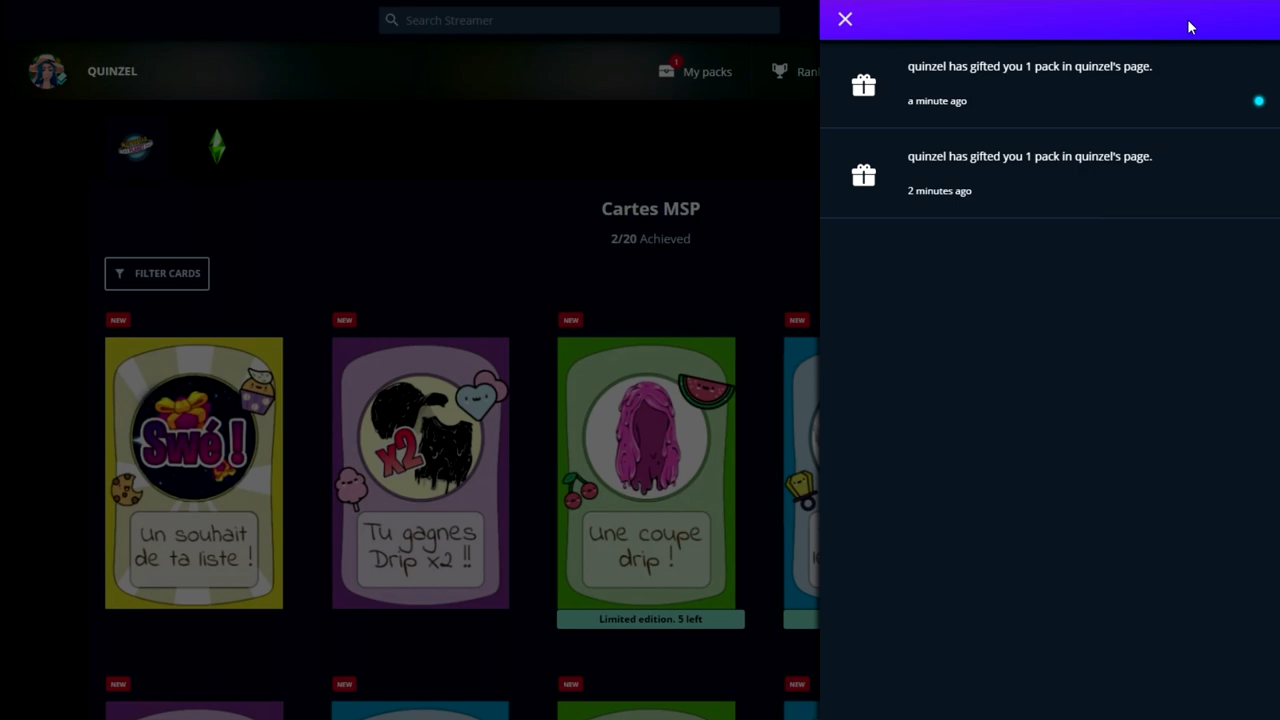 Search Streamer
QUINZEL
1
My packs
Ran
Cartes MSP
2/20 Achieved
FILTER CARDS
NEW
NEW
NEW
NEW
Swé !
un souhait
de ta liste !
x2
Tu gagnes
Drip x2 !!
une coupe
drip !
Limited edition. 5 left
NEW
NEW
NEW
NEW
quinzel has gifted you 1 pack in quinzel's page.
a minute ago
quinzel has gifted you 1 pack in quinzel's page.
2 minutes ago